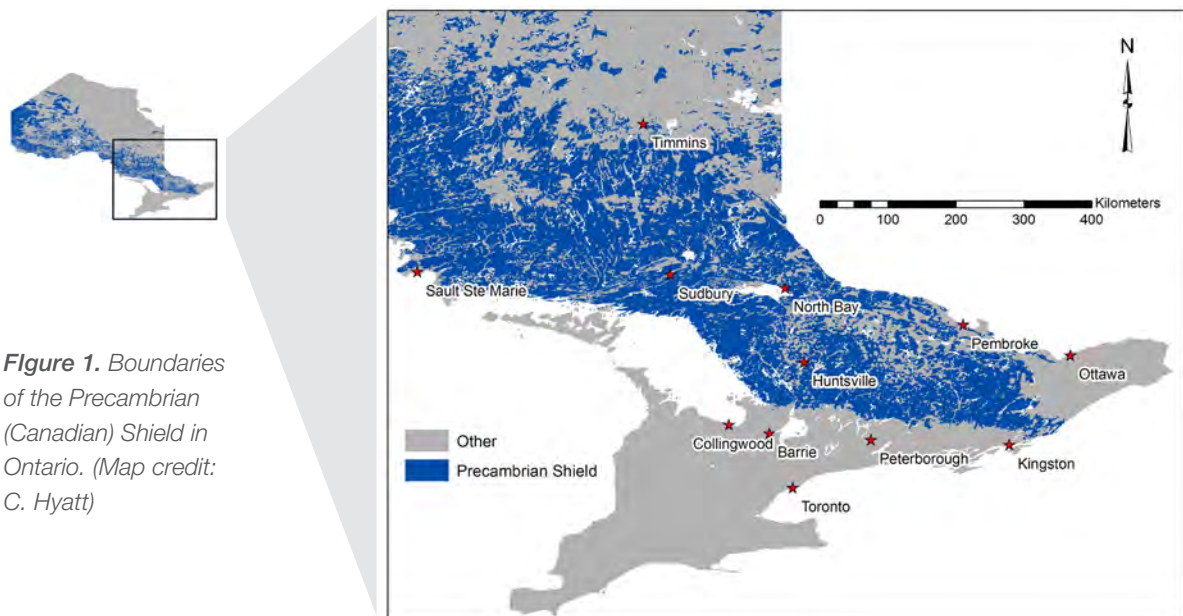 FIgure 1. Boundaries
of the Precambrian
(Canadian) Shield in
Ontario. (Map credit:
C. Hyatt)
N
Timmins
Kilometers
0 50 100 200 300 400
Sault Ste Marie
Sudbury
North Bay
Pembroke
Ottawa
Huntsville
Other
Precambrian Shield
Collingwood
Barrie
Peterborough
Kingston
Toronto